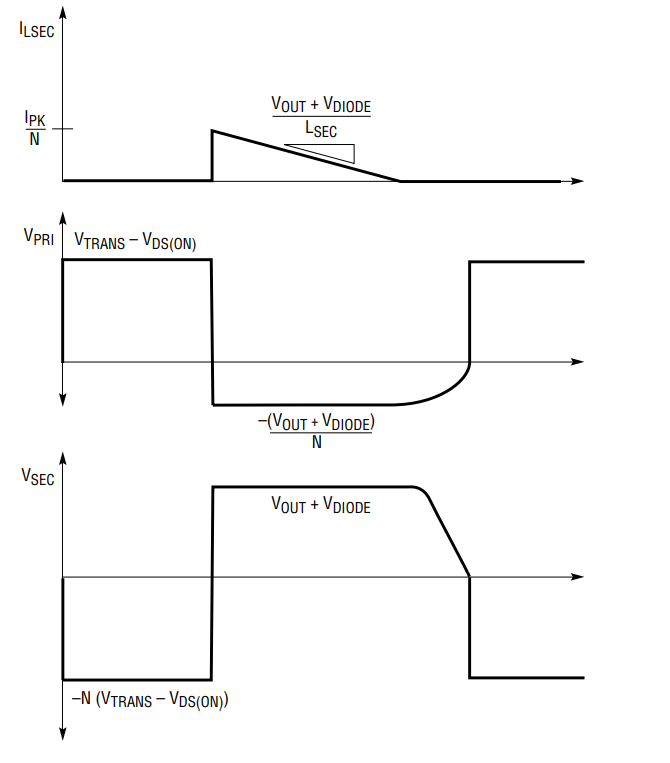 ILSEC
IPK
N
VOUT + VDIODE
LSEC
VPRI
VTRANS – VDS(ON)
–(VOUT + VDIODE)
N
VSEC
VOUT + VDIODE
–N (VTRANS – VDS(ON))